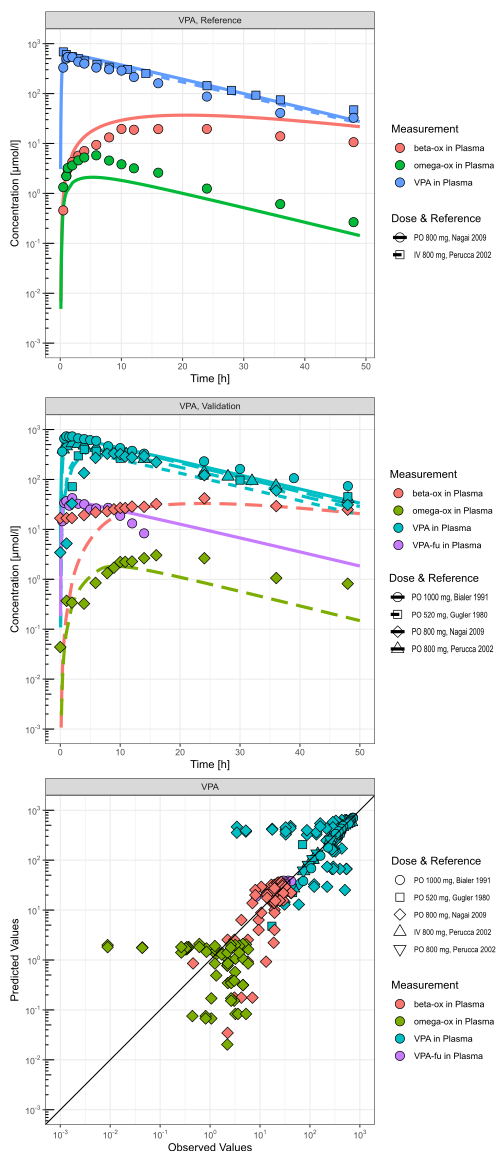 VPA, Reference
10³
10²
10¹
10⁰
10⁻¹
10⁻²
10⁻³
Concentration [µmol/l]
0
10
20
30
40
50
Time [h]
Measurement
beta-ox in Plasma
omega-ox in Plasma
VPA in Plasma
Dose & Reference
PO 800 mg, Nagai 2009
IV 800 mg, Perucca 2002
VPA, Validation
10³
10²
10¹
10⁰
10⁻¹
10⁻²
10⁻³
Concentration [µmol/l]
0
10
20
30
40
50
Time [h]
Measurement
beta-ox in Plasma
omega-ox in Plasma
VPA in Plasma
VPA-fu in Plasma
Dose & Reference
PO 1000 mg, Bialer 1991
PO 520 mg, Gugler 1980
PO 800 mg, Nagai 2009
PO 800 mg, Perucca 2002
VPA
10³
10²
10¹
10⁰
10⁻¹
10⁻²
10⁻³
Predicted Values
10⁻³
10⁻²
10⁻¹
10⁰
10¹
10²
10³
Observed Values
Dose & Reference
PO 1000 mg, Bialer 1991
PO 520 mg, Gugler 1980
PO 800 mg, Nagai 2009
IV 800 mg, Perucca 2002
PO 800 mg, Perucca 2002
Measurement
beta-ox in Plasma
omega-ox in Plasma
VPA in Plasma
VPA-fu in Plasma